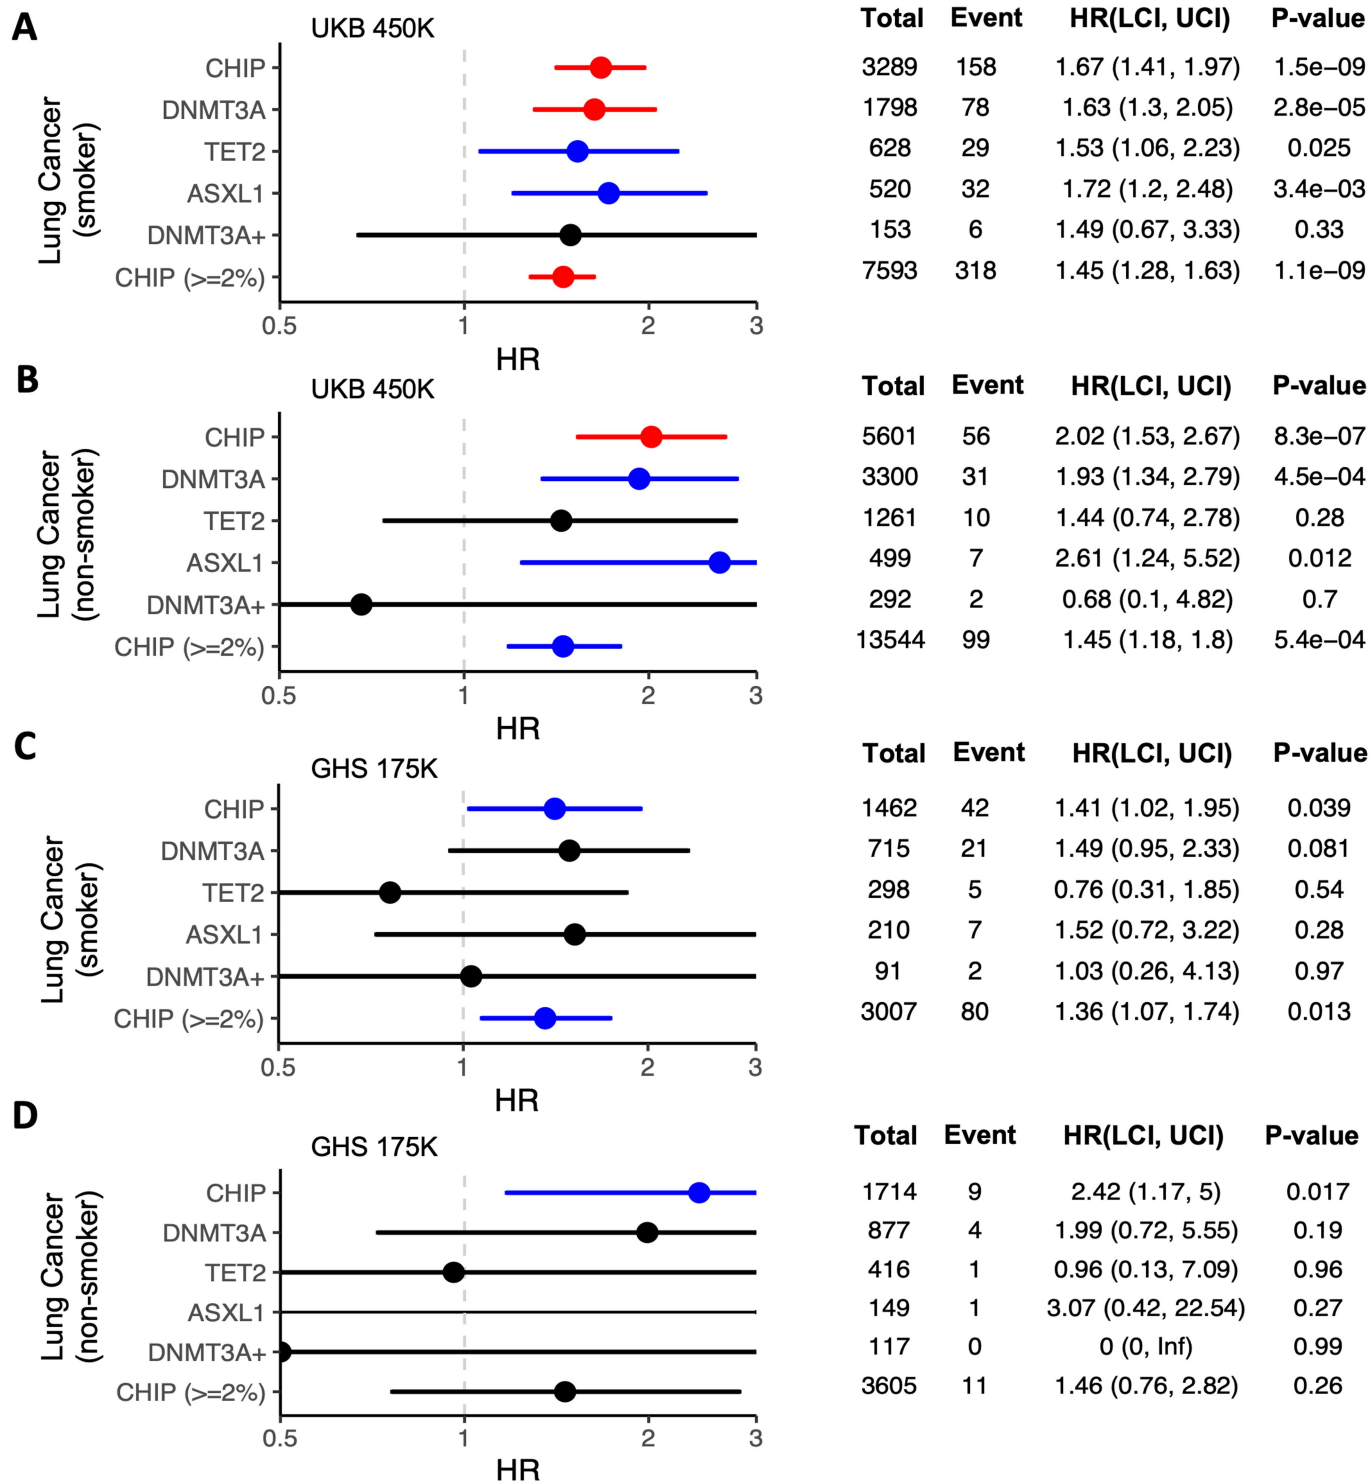 A
UKB 450K
Total Event HR(LCI, UCI) P-value
Lung Cancer
(smoker)
CHIP 3289 158 1.67 (1.41, 1.97) 1.5e−09
DNMT3A 1798 78 1.63 (1.3, 2.05) 2.8e−05
TET2 628 29 1.53 (1.06, 2.23) 0.025
ASXL1 520 32 1.72 (1.2, 2.48) 3.4e−03
DNMT3A+ 153 6 1.49 (0.67, 3.33) 0.33
CHIP (>=2%) 7593 318 1.45 (1.28, 1.63) 1.1e−09
0.5 1 2 3
HR
B
UKB 450K
Total Event HR(LCI, UCI) P-value
Lung Cancer
(non-smoker)
CHIP 5601 56 2.02 (1.53, 2.67) 8.3e−07
DNMT3A 3300 31 1.93 (1.34, 2.79) 4.5e−04
TET2 1261 10 1.44 (0.74, 2.78) 0.28
ASXL1 499 7 2.61 (1.24, 5.52) 0.012
DNMT3A+ 292 2 0.68 (0.1, 4.82) 0.7
CHIP (>=2%) 13544 99 1.45 (1.18, 1.8) 5.4e−04
0.5 1 2 3
HR
C
GHS 175K
Total Event HR(LCI, UCI) P-value
Lung Cancer
(smoker)
CHIP 1462 42 1.41 (1.02, 1.95) 0.039
DNMT3A 715 21 1.49 (0.95, 2.33) 0.081
TET2 298 5 0.76 (0.31, 1.85) 0.54
ASXL1 210 7 1.52 (0.72, 3.22) 0.28
DNMT3A+ 91 2 1.03 (0.26, 4.13) 0.97
CHIP (>=2%) 3007 80 1.36 (1.07, 1.74) 0.013
0.5 1 2 3
HR
D
GHS 175K
Total Event HR(LCI, UCI) P-value
Lung Cancer
(non-smoker)
CHIP 1714 9 2.42 (1.17, 5) 0.017
DNMT3A 877 4 1.99 (0.72, 5.55) 0.19
TET2 416 1 0.96 (0.13, 7.09) 0.96
ASXL1 149 1 3.07 (0.42, 22.54) 0.27
DNMT3A+ 117 0 0 (0, Inf) 0.99
CHIP (>=2%) 3605 11 1.46 (0.76, 2.82) 0.26
0.5 1 2 3
HR